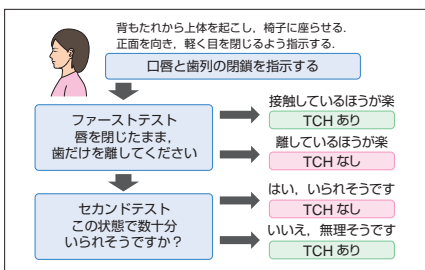 背もたれから上体を起こし，椅子に座らせる．
正面を向き，軽く目を閉じるよう指示する．
口唇と歯列の閉鎖を指示する
ファーストテスト
唇を閉じたまま，
歯だけを離してください
接触しているほうが楽
TCH あり
離しているほうが楽
TCH なし
セカンドテスト
この状態で数十分
いられそうですか？
はい，いられそうです
TCH なし
いいえ，無理そうです
TCH あり